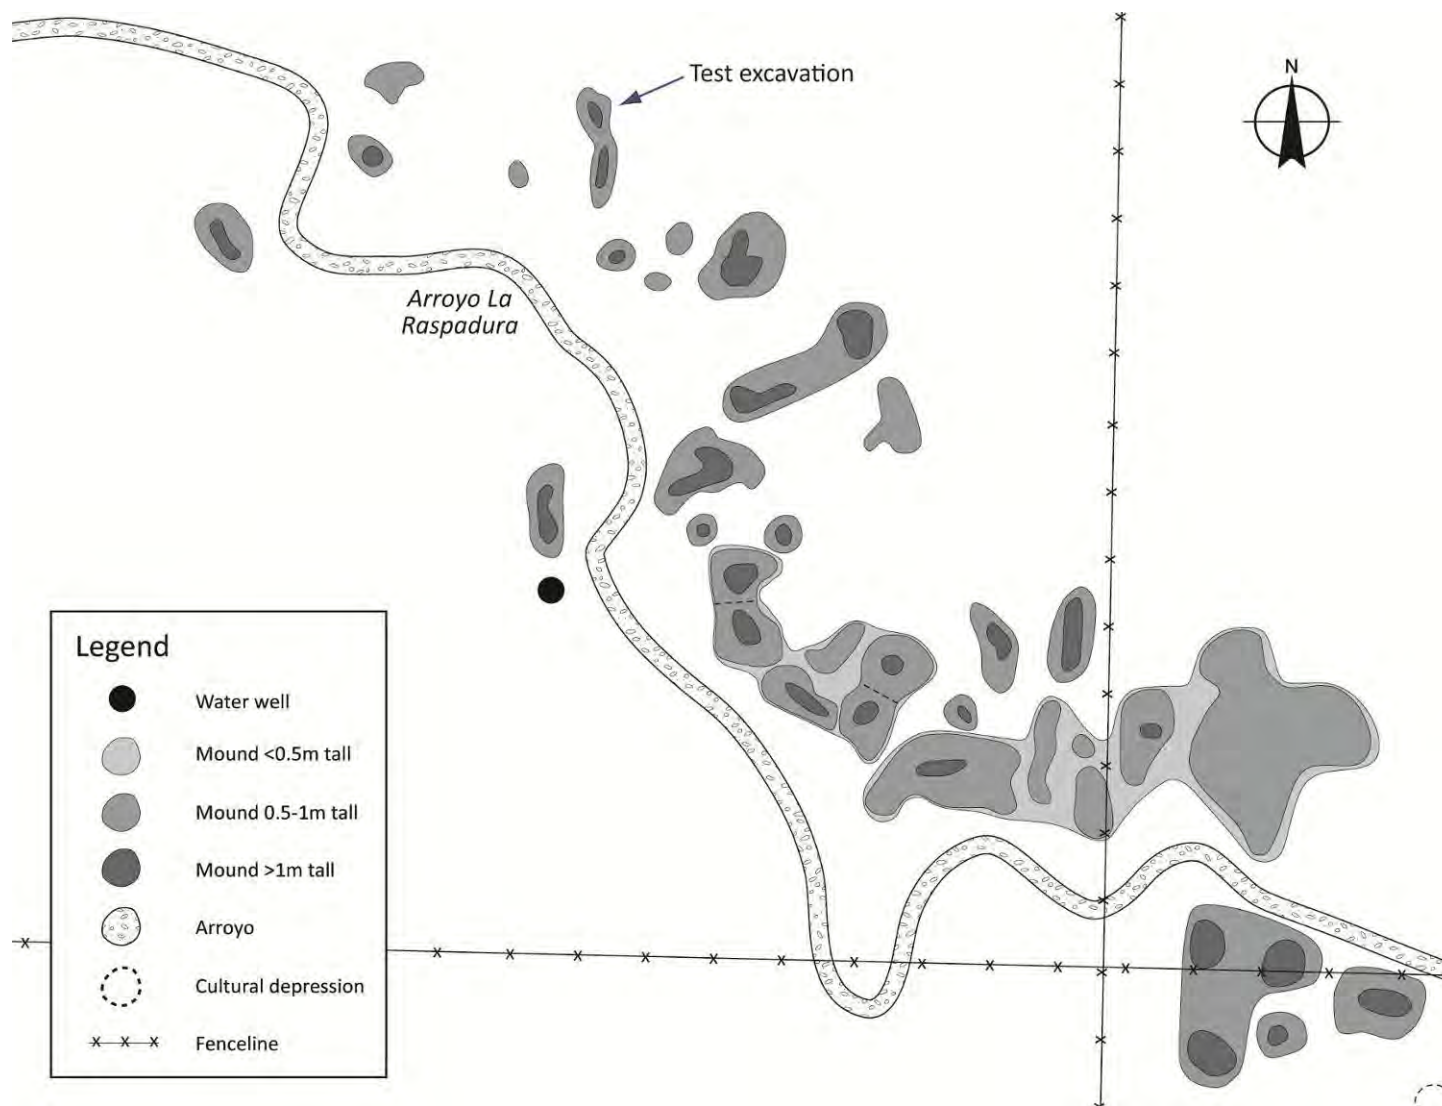 Test excavation
N
Arroyo La
Raspadura
Legend
Water well
Mound <0.5m tall
Mound 0.5-1m tall
Mound >1m tall
Arroyo
Cultural depression
Fenceline